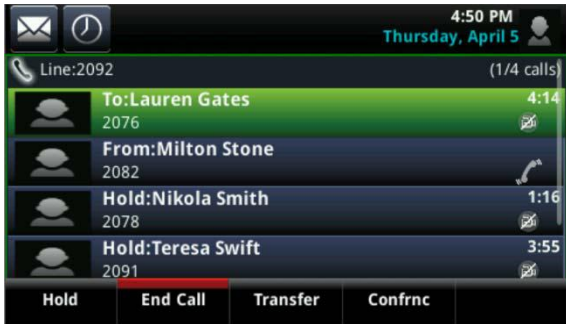 4:50 PM
Thursday, April 5
Line:2092 (1/4 calls)
To:Lauren Gates 4:14
2076
From:Milton Stone
2082
Hold:Nikola Smith 1:16
2078
Hold:Teresa Swift 3:55
2091
Hold End Call Transfer Confrnc